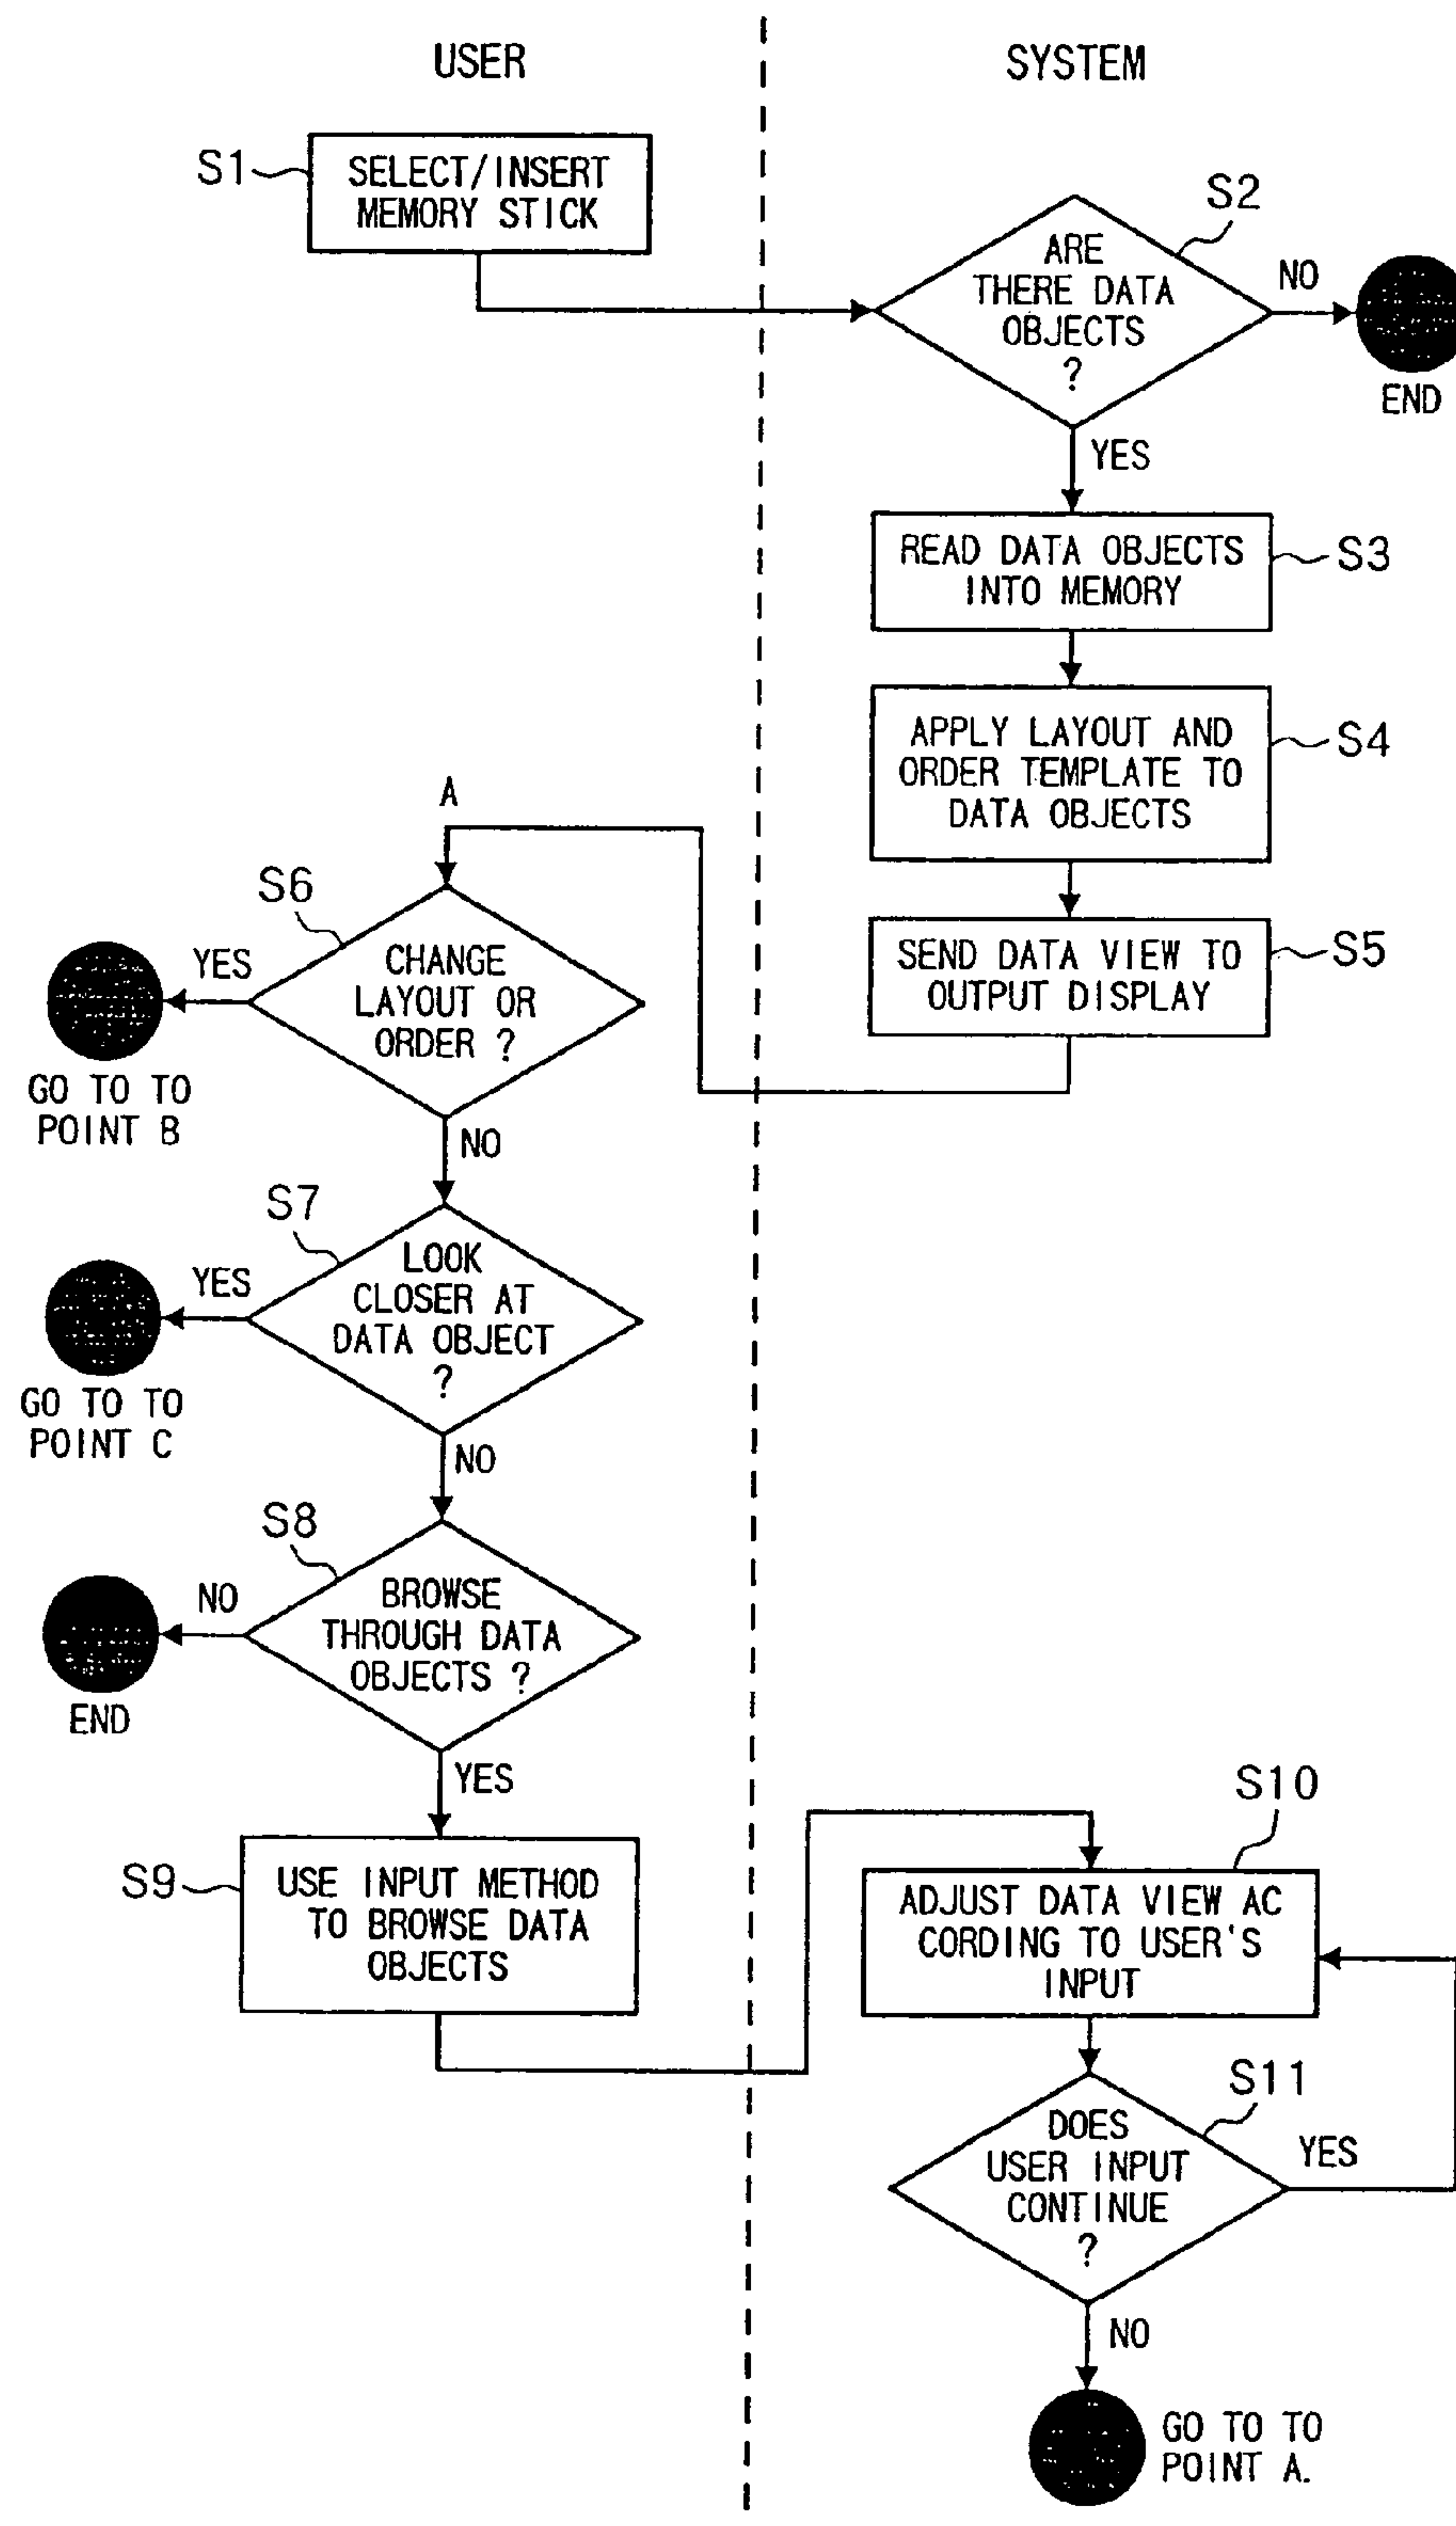 USER
SYSTEM
S1
SELECT/INSERT
MEMORY STICK
S2
ARE
THERE DATA
OBJECTS
?
NO
END
YES
READ DATA OBJECTS
INTO MEMORY
S3
APPLY LAYOUT AND
ORDER TEMPLATE TO
DATA OBJECTS
S4
SEND DATA VIEW TO
OUTPUT DISPLAY
S5
A
S6
CHANGE
LAYOUT OR
ORDER ?
YES
GO TO TO
POINT B
NO
S7
LOOK
CLOSER AT
DATA OBJECT
?
YES
GO TO TO
POINT C
NO
S8
BROWSE
THROUGH DATA
OBJECTS ?
NO
END
YES
S9
USE INPUT METHOD
TO BROWSE DATA
OBJECTS
S10
ADJUST DATA VIEW AC
CORDING TO USER'S
INPUT
S11
DOES
USER INPUT
CONTINUE
?
YES
NO
GO TO TO
POINT A.